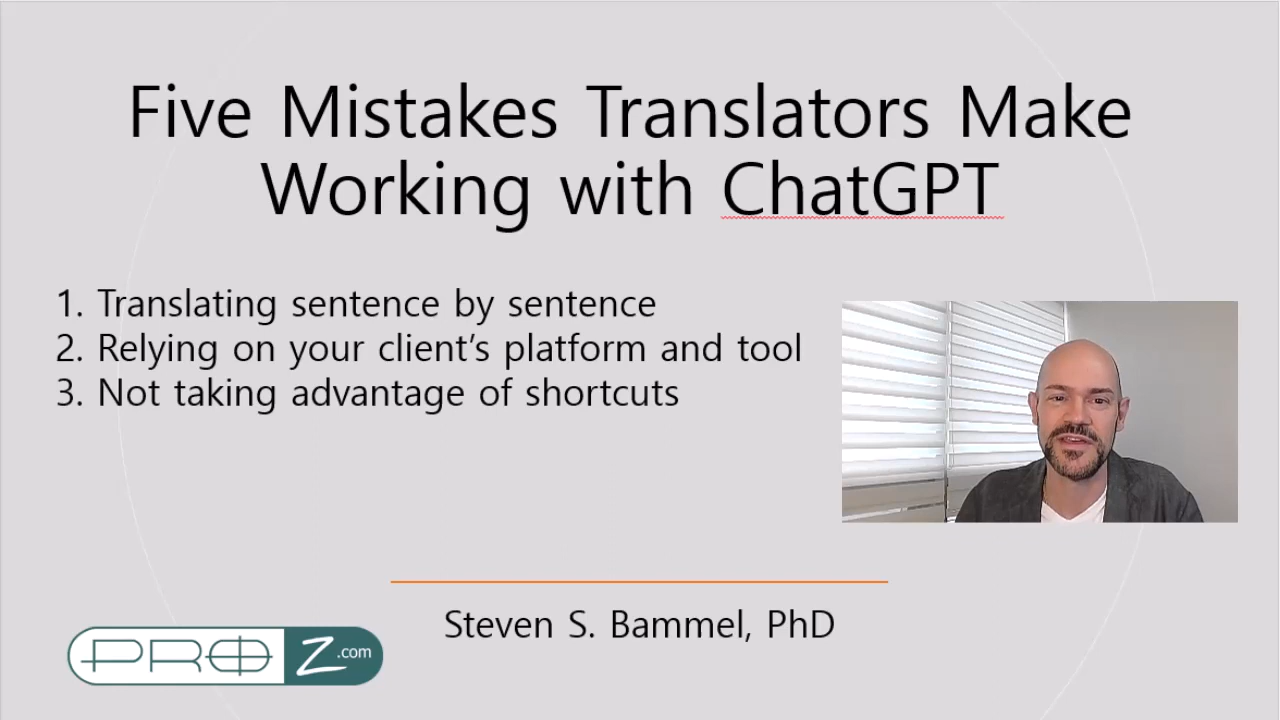 Five Mistakes Translators Make
Working with ChatGPT
1. Translating sentence by sentence
2. Relying on your client's platform and tool
3. Not taking advantage of shortcuts
Steven S. Bammel, PhD
PROZ.com